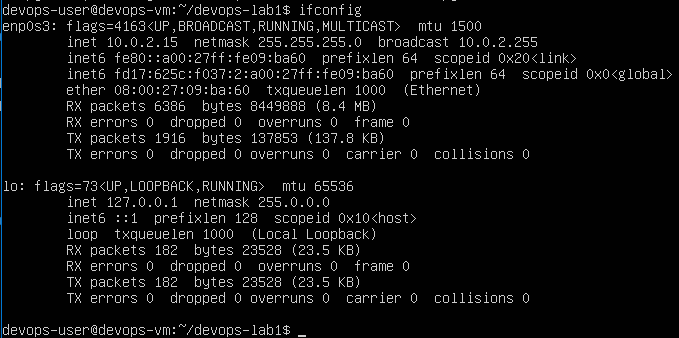 devops-user@devops-vm:~/devops-lab1$ ifconfig
enp0s3: flags=4163<UP,BROADCAST,RUNNING,MULTICAST>  mtu 1500
        inet 10.0.2.15  netmask 255.255.255.0  broadcast 10.0.2.255
        inet6 fe80::a00:27ff:fe09:ba60  prefixlen 64  scopeid 0x20<link>
        inet6 fd17:625c:f037:2:a00:27ff:fe09:ba60  prefixlen 64  scopeid 0x0<global>
        ether 08:00:27:09:ba:60  txqueuelen 1000  (Ethernet)
        RX packets 6386  bytes 8449888 (8.4 MB)
        RX errors 0  dropped 0  overruns 0  frame 0
        TX packets 1916  bytes 137853 (137.8 KB)
        TX errors 0  dropped 0 overruns 0  carrier 0  collisions 0

lo: flags=73<UP,LOOPBACK,RUNNING>  mtu 65536
        inet 127.0.0.1  netmask 255.0.0.0
        inet6 ::1  prefixlen 128  scopeid 0x10<host>
        loop  txqueuelen 1000  (Local Loopback)
        RX packets 182  bytes 23528 (23.5 KB)
        RX errors 0  dropped 0  overruns 0  frame 0
        TX packets 182  bytes 23528 (23.5 KB)
        TX errors 0  dropped 0 overruns 0  carrier 0  collisions 0

devops-user@devops-vm:~/devops-lab1$ _